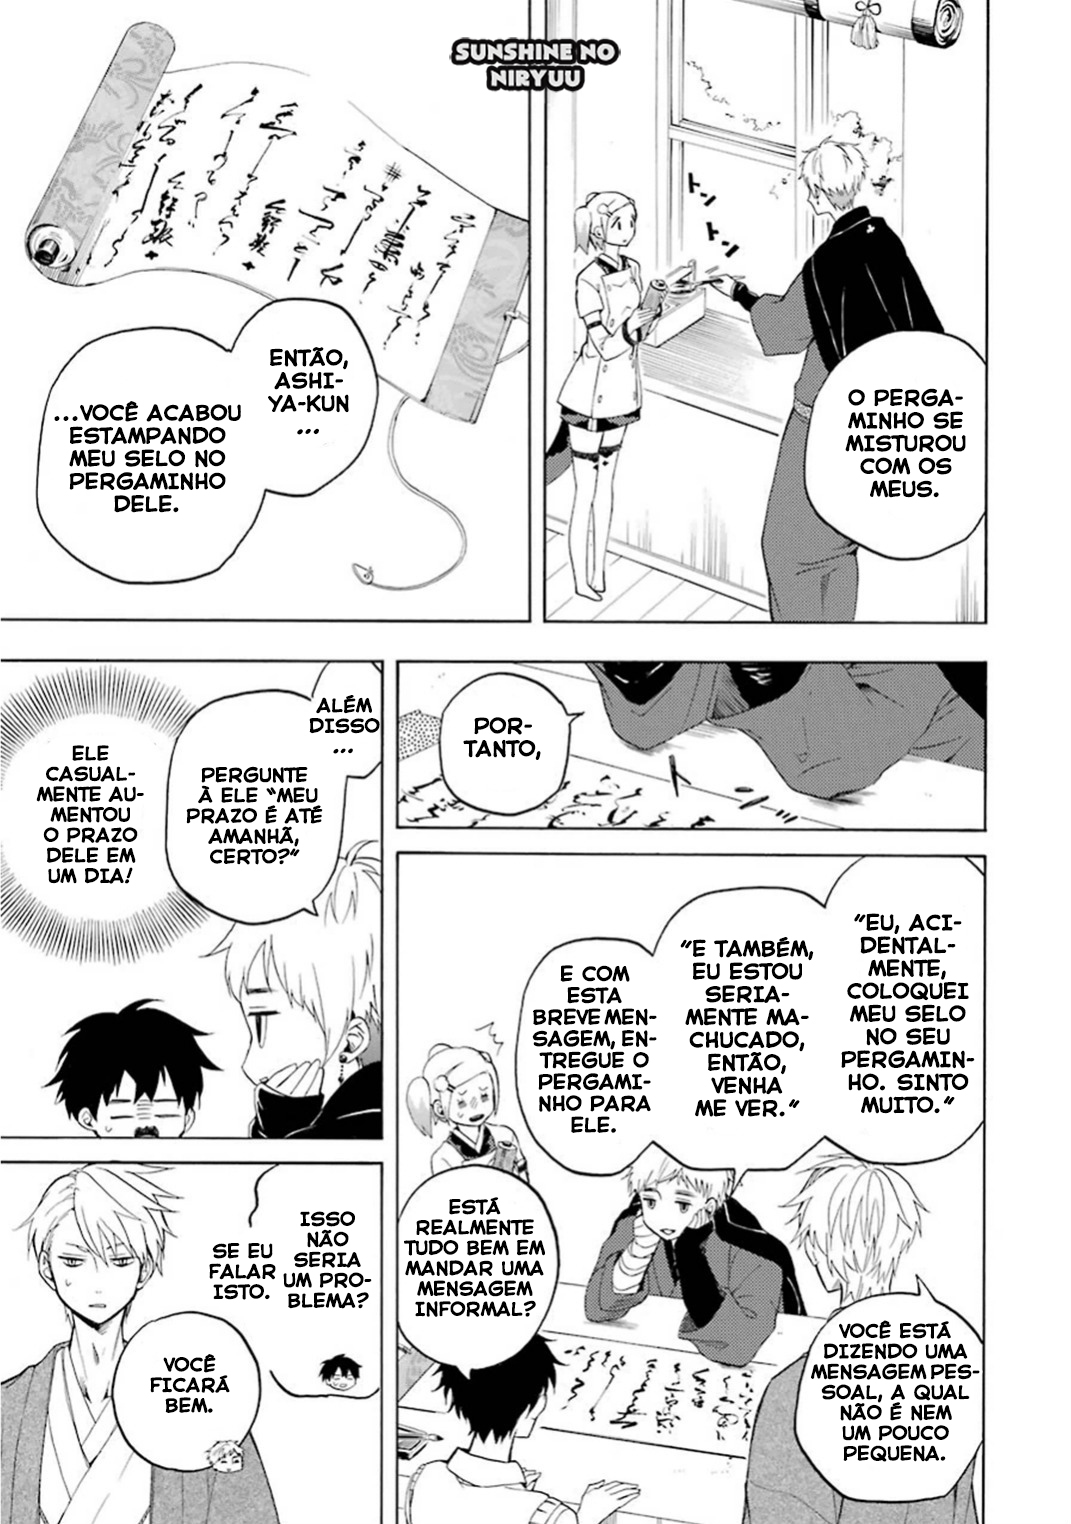 SUNSHINE NO
NIRYUU
トントン
O PERGA-
MINHO SE
MISTUROU
COM OS
MEUS.
ENTÃO,
ASHI-
YA-KUN
...
...VOCÊ ACABOU
ESTAMPANDO
MEU SELO NO
PERGAMINHO
DELE.
POR-
TANTO,
"EU, ACI-
DENTAL-
MENTE,
COLOQUEI
MEU SELO
NO SEU
PERGAMIN-
HO. SINTO
MUITO."
"E TAMBÉM,
EU ESTOU
SERIA-
MENTE MA-
CHUCADO,
ENTÃO,
VENHA
ME VER."
E COM
ESTA
BREVE MEN-
SAGEM, EN-
TREGUE O
PERGAMI-
NHO PARA
ELE.
ESTÁ
REALMENTE
TUDO BEM EM
MANDAR UMA
MENSAGEM
INFORMAL?
VOCÊ ESTÁ
DIZENDO UMA
MENSAGEM PES-
SOAL, A QUAL
NÃO É NEM
UM POUCO
PEQUENA.
ALÉM
DISSO
...
PERGUNTE
À ELE "MEU
PRAZO É ATÉ
AMANHÃ,
CERTO?"
ELE
CASUAL-
MENTE AU-
MENTOU
O PRAZO
DELE EM
UM DIA!
ISSO
NÃO
SERIA
UM PRO-
BLEMA?
SE EU
FALAR
ISTO.
VOCÊ
FICARÁ
BEM.